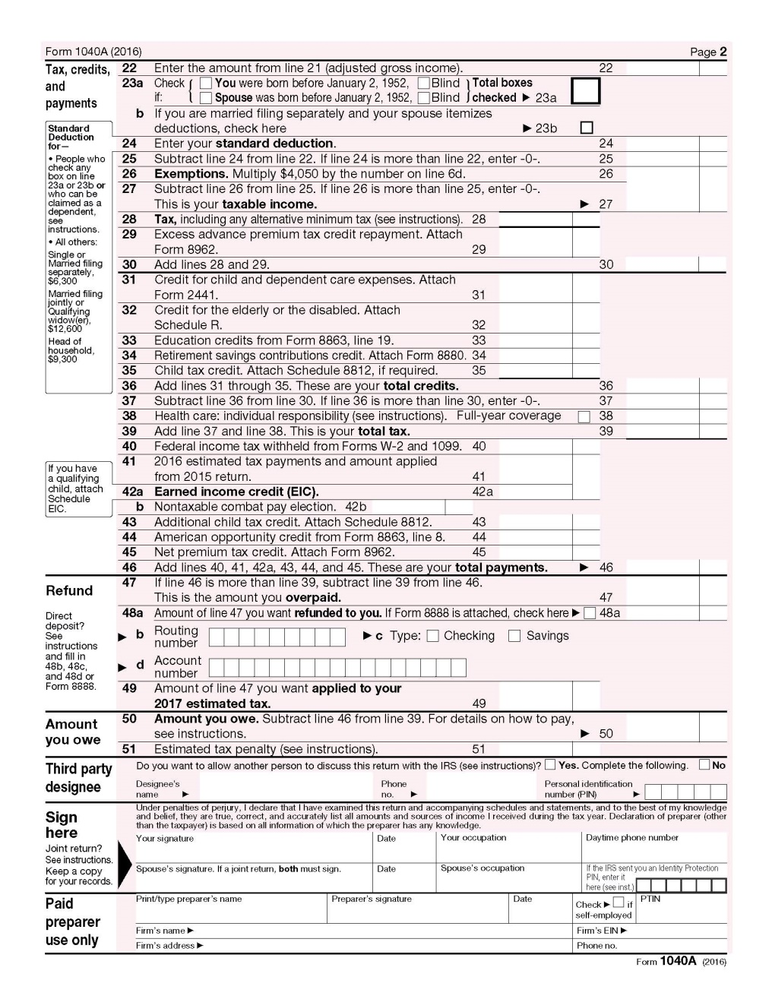 Form 1040A (2016) Page 2
Tax, credits, and payments
22 Enter the amount from line 21 (adjusted gross income). 22
23a Check if: { You were born before January 2, 1952, Blind } Total boxes
Spouse was born before January 2, 1952, Blind checked ► 23a
b If you are married filing separately and your spouse itemizes
deductions, check here ► 23b
Standard
Deduction
for—
• People who
check any
box on line
23a or 23b or
who can be
claimed as a
dependent,
see
instructions.
• All others:
Single or
Married filing
separately,
$6,300
Married filing
jointly or
Qualifying
widow(er),
$12,600
Head of
household,
$9,300
24 Enter your standard deduction. 24
25 Subtract line 24 from line 22. If line 24 is more than line 22, enter -0-. 25
26 Exemptions. Multiply $4,050 by the number on line 6d. 26
27 Subtract line 26 from line 25. If line 26 is more than line 25, enter -0-.
This is your taxable income. ► 27
28 Tax, including any alternative minimum tax (see instructions). 28
29 Excess advance premium tax credit repayment. Attach
Form 8962. 29
30 Add lines 28 and 29. 30
31 Credit for child and dependent care expenses. Attach
Form 2441. 31
32 Credit for the elderly or the disabled. Attach
Schedule R. 32
33 Education credits from Form 8863, line 19. 33
34 Retirement savings contributions credit. Attach Form 8880. 34
35 Child tax credit. Attach Schedule 8812, if required. 35
36 Add lines 31 through 35. These are your total credits. 36
37 Subtract line 36 from line 30. If line 36 is more than line 30, enter -0-. 37
38 Health care: individual responsibility (see instructions). Full-year coverage 38
39 Add line 37 and line 38. This is your total tax. 39
40 Federal income tax withheld from Forms W-2 and 1099. 40
41 2016 estimated tax payments and amount applied
from 2015 return. 41
If you have
a qualifying
child, attach
Schedule
EIC.
42a Earned income credit (EIC). 42a
b Nontaxable combat pay election. 42b
43 Additional child tax credit. Attach Schedule 8812. 43
44 American opportunity credit from Form 8863, line 8. 44
45 Net premium tax credit. Attach Form 8962. 45
46 Add lines 40, 41, 42a, 43, 44, and 45. These are your total payments. ► 46
Refund
47 If line 46 is more than line 39, subtract line 39 from line 46.
This is the amount you overpaid. 47
Direct
deposit?
See
instructions
and fill in
48b, 48c,
and 48d or
Form 8888.
48a Amount of line 47 you want refunded to you. If Form 8888 is attached, check here ► 48a
► b Routing number ► c Type: Checking Savings
► d Account number
49 Amount of line 47 you want applied to your
2017 estimated tax. 49
Amount
you owe
50 Amount you owe. Subtract line 46 from line 39. For details on how to pay,
see instructions. ► 50
51 Estimated tax penalty (see instructions). 51
Third party
designee
Do you want to allow another person to discuss this return with the IRS (see instructions)? Yes. Complete the following. No
Designee's name ► Phone no. ► Personal identification number (PIN) ►
Sign
here
Joint return?
See instructions.
Keep a copy
for your records.
Under penalties of perjury, I declare that I have examined this return and accompanying schedules and statements, and to the best of my knowledge
and belief, they are true, correct, and accurately list all amounts and sources of income I received during the tax year. Declaration of preparer (other
than the taxpayer) is based on all information of which the preparer has any knowledge.
Your signature Date Your occupation Daytime phone number
Spouse's signature. If a joint return, both must sign. Date Spouse's occupation If the IRS sent you an Identity Protection
PIN, enter it
here (see inst.)
Paid
preparer
use only
Print/type preparer's name Preparer's signature Date Check ► if self-employed PTIN
Firm's name ► Firm's EIN ►
Firm's address ► Phone no.
Form 1040A (2016)